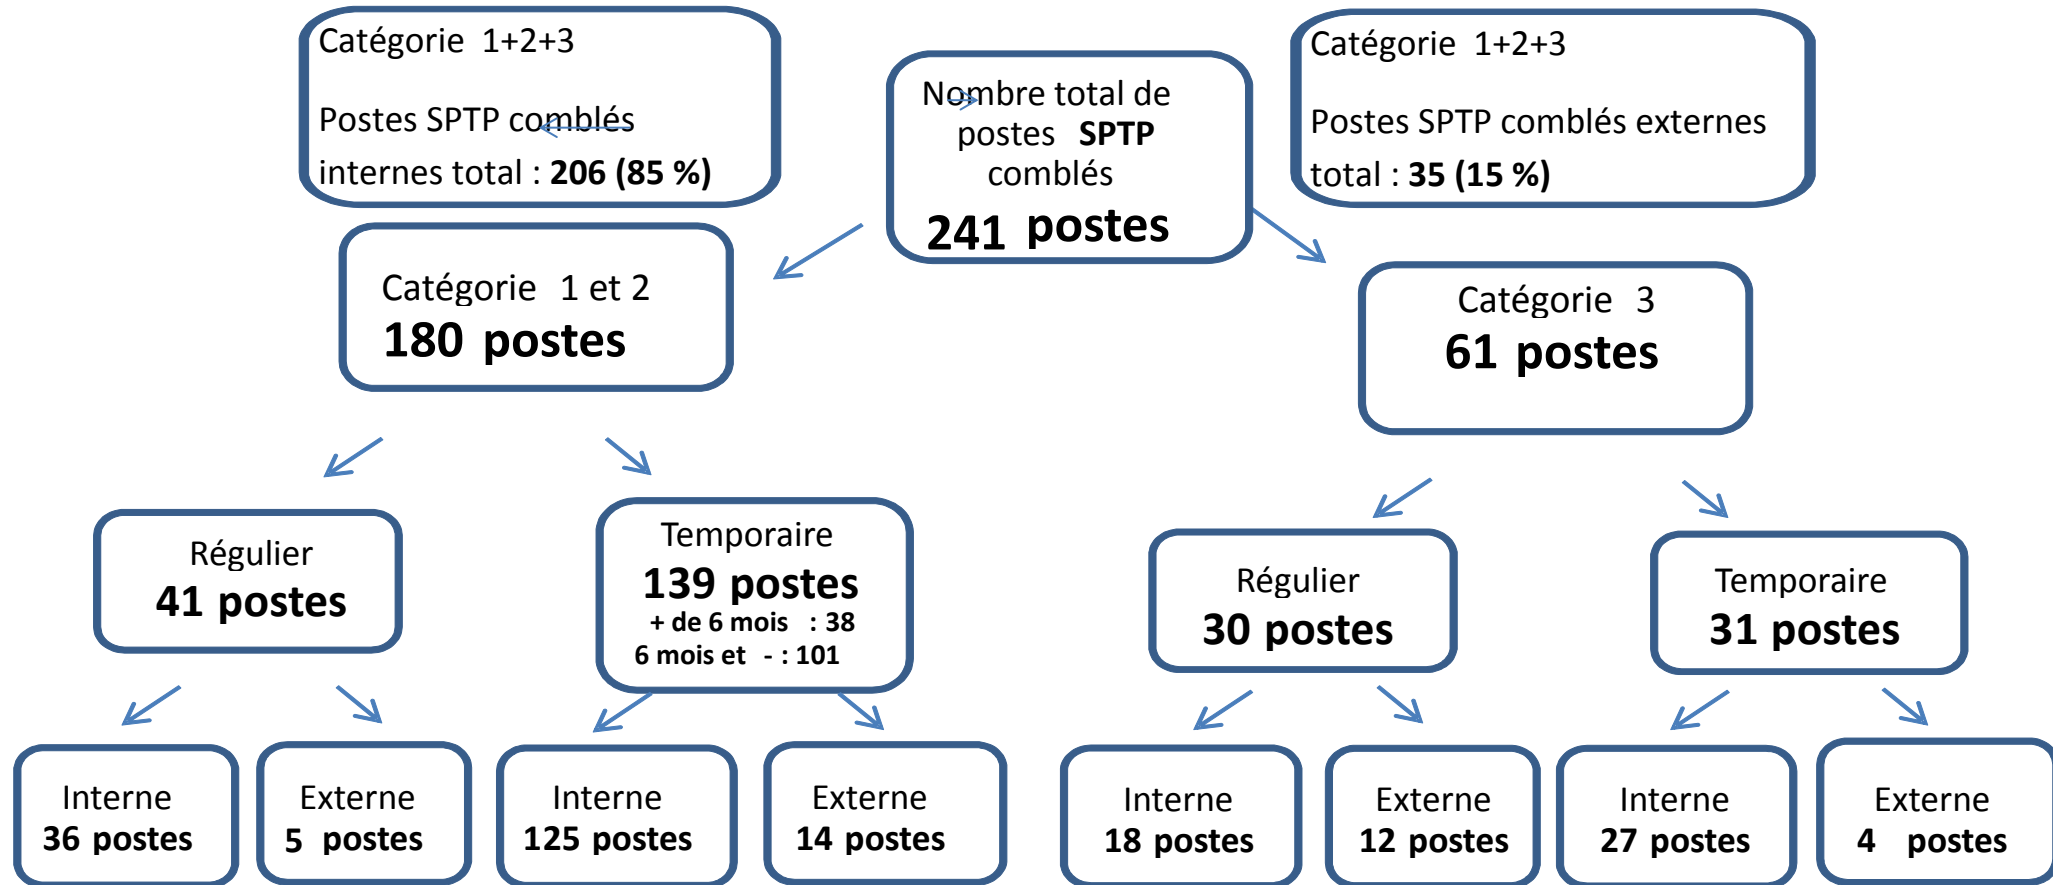 Catégorie 1+2+3
Postes SPTP comblés
internes total : 206 (85 %)
Nombre total de
postes SPTP
comblés
241 postes
Catégorie 1+2+3
Postes SPTP comblés externes
total : 35 (15 %)
Catégorie 1 et 2
180 postes
Catégorie 3
61 postes
Régulier
41 postes
Temporaire
139 postes
+ de 6 mois : 38
6 mois et - : 101
Régulier
30 postes
Temporaire
31 postes
Interne
36 postes
Externe
5 postes
Interne
125 postes
Externe
14 postes
Interne
18 postes
Externe
12 postes
Interne
27 postes
Externe
4 postes